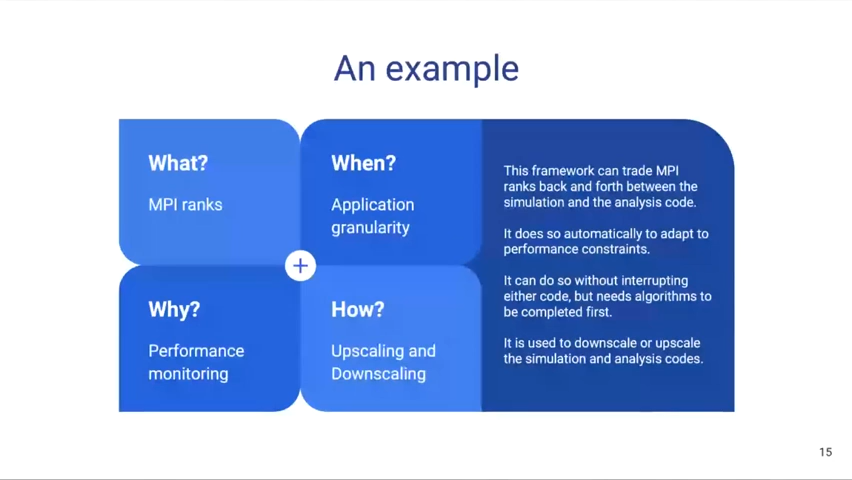 An example
What?
MPI ranks
When?
Application
granularity
Why?
Performance
monitoring
How?
Upscaling and
Downscaling
This framework can trade MPI
ranks back and forth between the
simulation and the analysis code.
It does so automatically to adapt to
performance constraints.
It can do so without interrupting
either code, but needs algorithms to
be completed first.
It is used to downscale or upscale
the simulation and analysis codes.
15